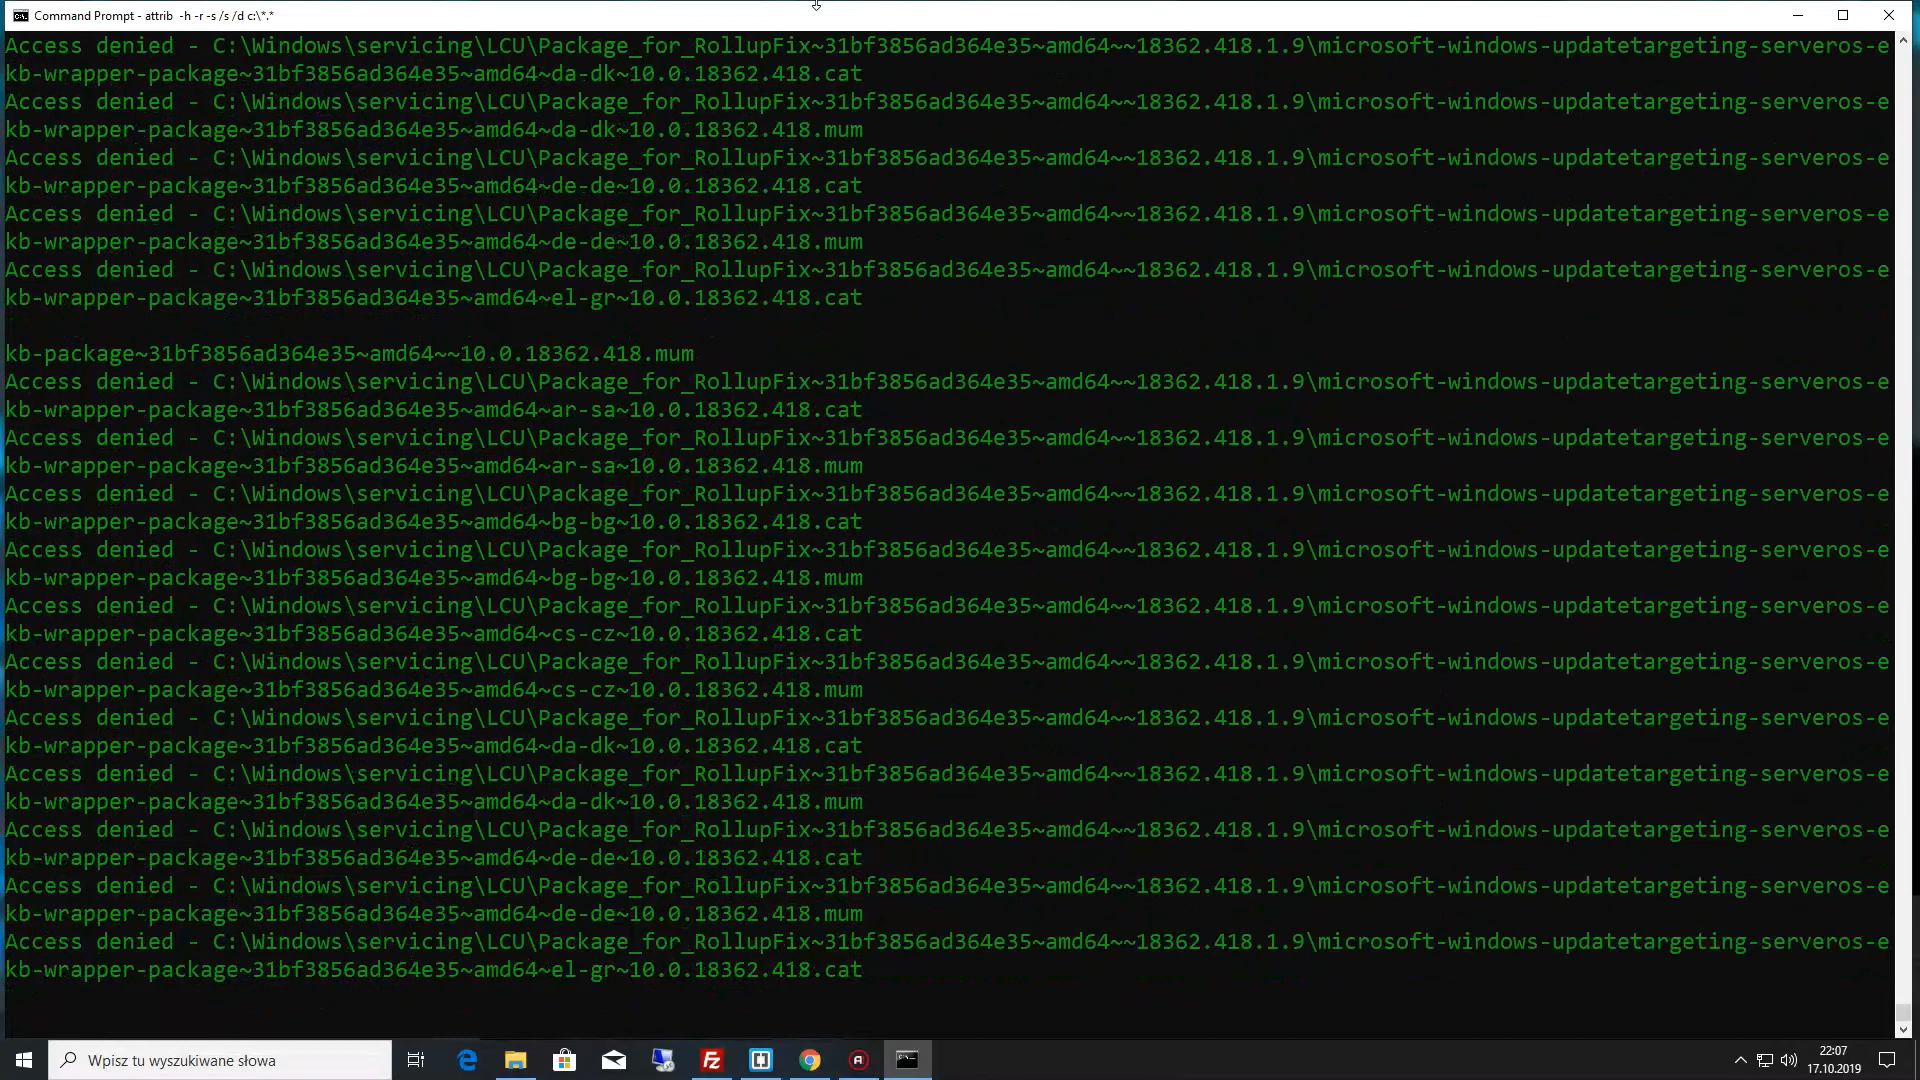 Command Prompt - attrib  -h -r -s /s /d c:\*.*
Access denied - C:\Windows\servicing\LCU\Package_for_RollupFix~31bf3856ad364e35~amd64~~18362.418.1.9\microsoft-windows-updatetargeting-serveros-e
kb-wrapper-package~31bf3856ad364e35~amd64~da-dk~10.0.18362.418.cat
Access denied - C:\Windows\servicing\LCU\Package_for_RollupFix~31bf3856ad364e35~amd64~~18362.418.1.9\microsoft-windows-updatetargeting-serveros-e
kb-wrapper-package~31bf3856ad364e35~amd64~da-dk~10.0.18362.418.mum
Access denied - C:\Windows\servicing\LCU\Package_for_RollupFix~31bf3856ad364e35~amd64~~18362.418.1.9\microsoft-windows-updatetargeting-serveros-e
kb-wrapper-package~31bf3856ad364e35~amd64~de-de~10.0.18362.418.cat
Access denied - C:\Windows\servicing\LCU\Package_for_RollupFix~31bf3856ad364e35~amd64~~18362.418.1.9\microsoft-windows-updatetargeting-serveros-e
kb-wrapper-package~31bf3856ad364e35~amd64~de-de~10.0.18362.418.mum
Access denied - C:\Windows\servicing\LCU\Package_for_RollupFix~31bf3856ad364e35~amd64~~18362.418.1.9\microsoft-windows-updatetargeting-serveros-e
kb-wrapper-package~31bf3856ad364e35~amd64~el-gr~10.0.18362.418.cat
kb-package~31bf3856ad364e35~amd64~~10.0.18362.418.mum
Access denied - C:\Windows\servicing\LCU\Package_for_RollupFix~31bf3856ad364e35~amd64~~18362.418.1.9\microsoft-windows-updatetargeting-serveros-e
kb-wrapper-package~31bf3856ad364e35~amd64~ar-sa~10.0.18362.418.cat
Access denied - C:\Windows\servicing\LCU\Package_for_RollupFix~31bf3856ad364e35~amd64~~18362.418.1.9\microsoft-windows-updatetargeting-serveros-e
kb-wrapper-package~31bf3856ad364e35~amd64~ar-sa~10.0.18362.418.mum
Access denied - C:\Windows\servicing\LCU\Package_for_RollupFix~31bf3856ad364e35~amd64~~18362.418.1.9\microsoft-windows-updatetargeting-serveros-e
kb-wrapper-package~31bf3856ad364e35~amd64~bg-bg~10.0.18362.418.cat
Access denied - C:\Windows\servicing\LCU\Package_for_RollupFix~31bf3856ad364e35~amd64~~18362.418.1.9\microsoft-windows-updatetargeting-serveros-e
kb-wrapper-package~31bf3856ad364e35~amd64~bg-bg~10.0.18362.418.mum
Access denied - C:\Windows\servicing\LCU\Package_for_RollupFix~31bf3856ad364e35~amd64~~18362.418.1.9\microsoft-windows-updatetargeting-serveros-e
kb-wrapper-package~31bf3856ad364e35~amd64~cs-cz~10.0.18362.418.cat
Access denied - C:\Windows\servicing\LCU\Package_for_RollupFix~31bf3856ad364e35~amd64~~18362.418.1.9\microsoft-windows-updatetargeting-serveros-e
kb-wrapper-package~31bf3856ad364e35~amd64~cs-cz~10.0.18362.418.mum
Access denied - C:\Windows\servicing\LCU\Package_for_RollupFix~31bf3856ad364e35~amd64~~18362.418.1.9\microsoft-windows-updatetargeting-serveros-e
kb-wrapper-package~31bf3856ad364e35~amd64~da-dk~10.0.18362.418.cat
Access denied - C:\Windows\servicing\LCU\Package_for_RollupFix~31bf3856ad364e35~amd64~~18362.418.1.9\microsoft-windows-updatetargeting-serveros-e
kb-wrapper-package~31bf3856ad364e35~amd64~da-dk~10.0.18362.418.mum
Access denied - C:\Windows\servicing\LCU\Package_for_RollupFix~31bf3856ad364e35~amd64~~18362.418.1.9\microsoft-windows-updatetargeting-serveros-e
kb-wrapper-package~31bf3856ad364e35~amd64~de-de~10.0.18362.418.cat
Access denied - C:\Windows\servicing\LCU\Package_for_RollupFix~31bf3856ad364e35~amd64~~18362.418.1.9\microsoft-windows-updatetargeting-serveros-e
kb-wrapper-package~31bf3856ad364e35~amd64~de-de~10.0.18362.418.mum
Access denied - C:\Windows\servicing\LCU\Package_for_RollupFix~31bf3856ad364e35~amd64~~18362.418.1.9\microsoft-windows-updatetargeting-serveros-e
kb-wrapper-package~31bf3856ad364e35~amd64~el-gr~10.0.18362.418.cat
Wpisz tu wyszukiwane słowa
22:07
17.10.2019